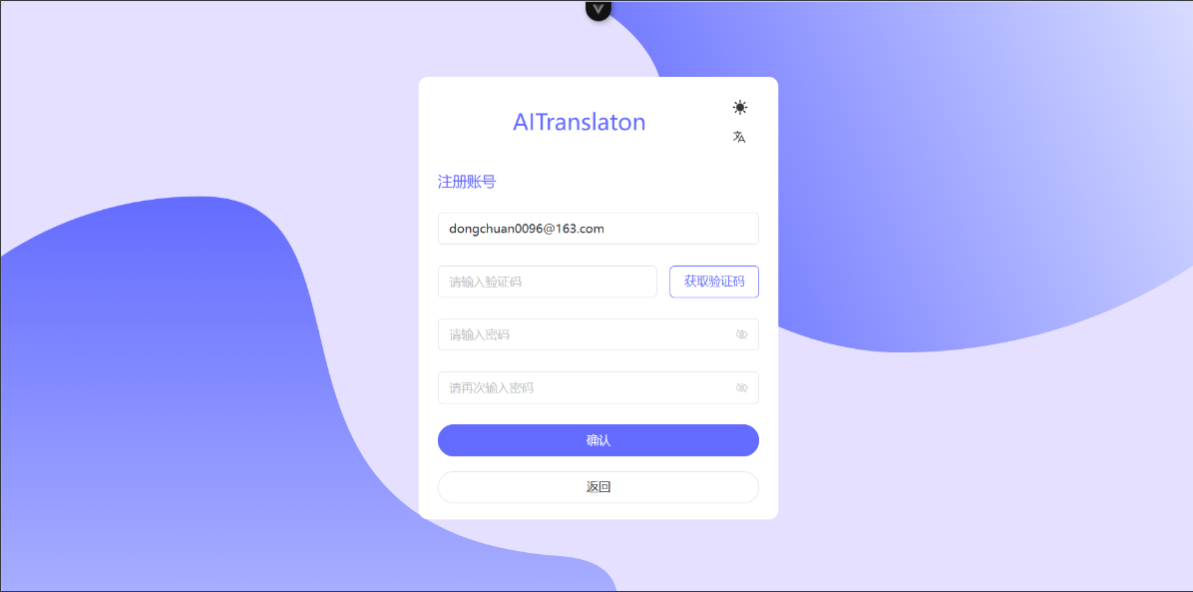 AITranslaton
注册账号
dongchuan0096@163.com
请输入验证码 获取验证码
请输入密码
请再次输入密码
确认
返回